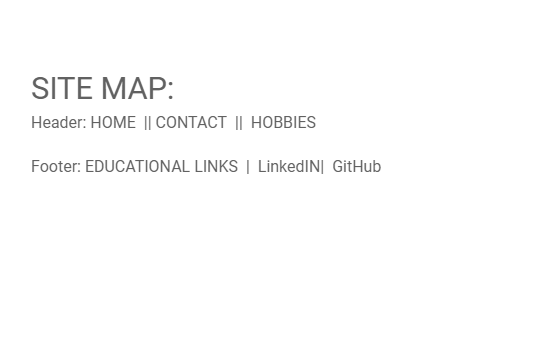 SITE MAP:
Header: HOME  || CONTACT  ||  HOBBIES
Footer: EDUCATIONAL LINKS  |  LinkedIN|  GitHub